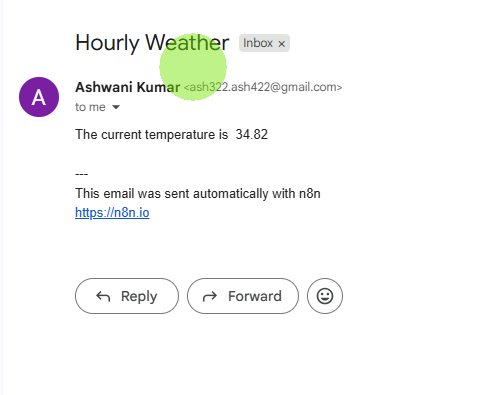 Hourly Weather Inbox ×
A
Ashwani Kumar <ash322.ash422@gmail.com>
to me
The current temperature is  34.82
---
This email was sent automatically with n8n
https://n8n.io
Reply Forward